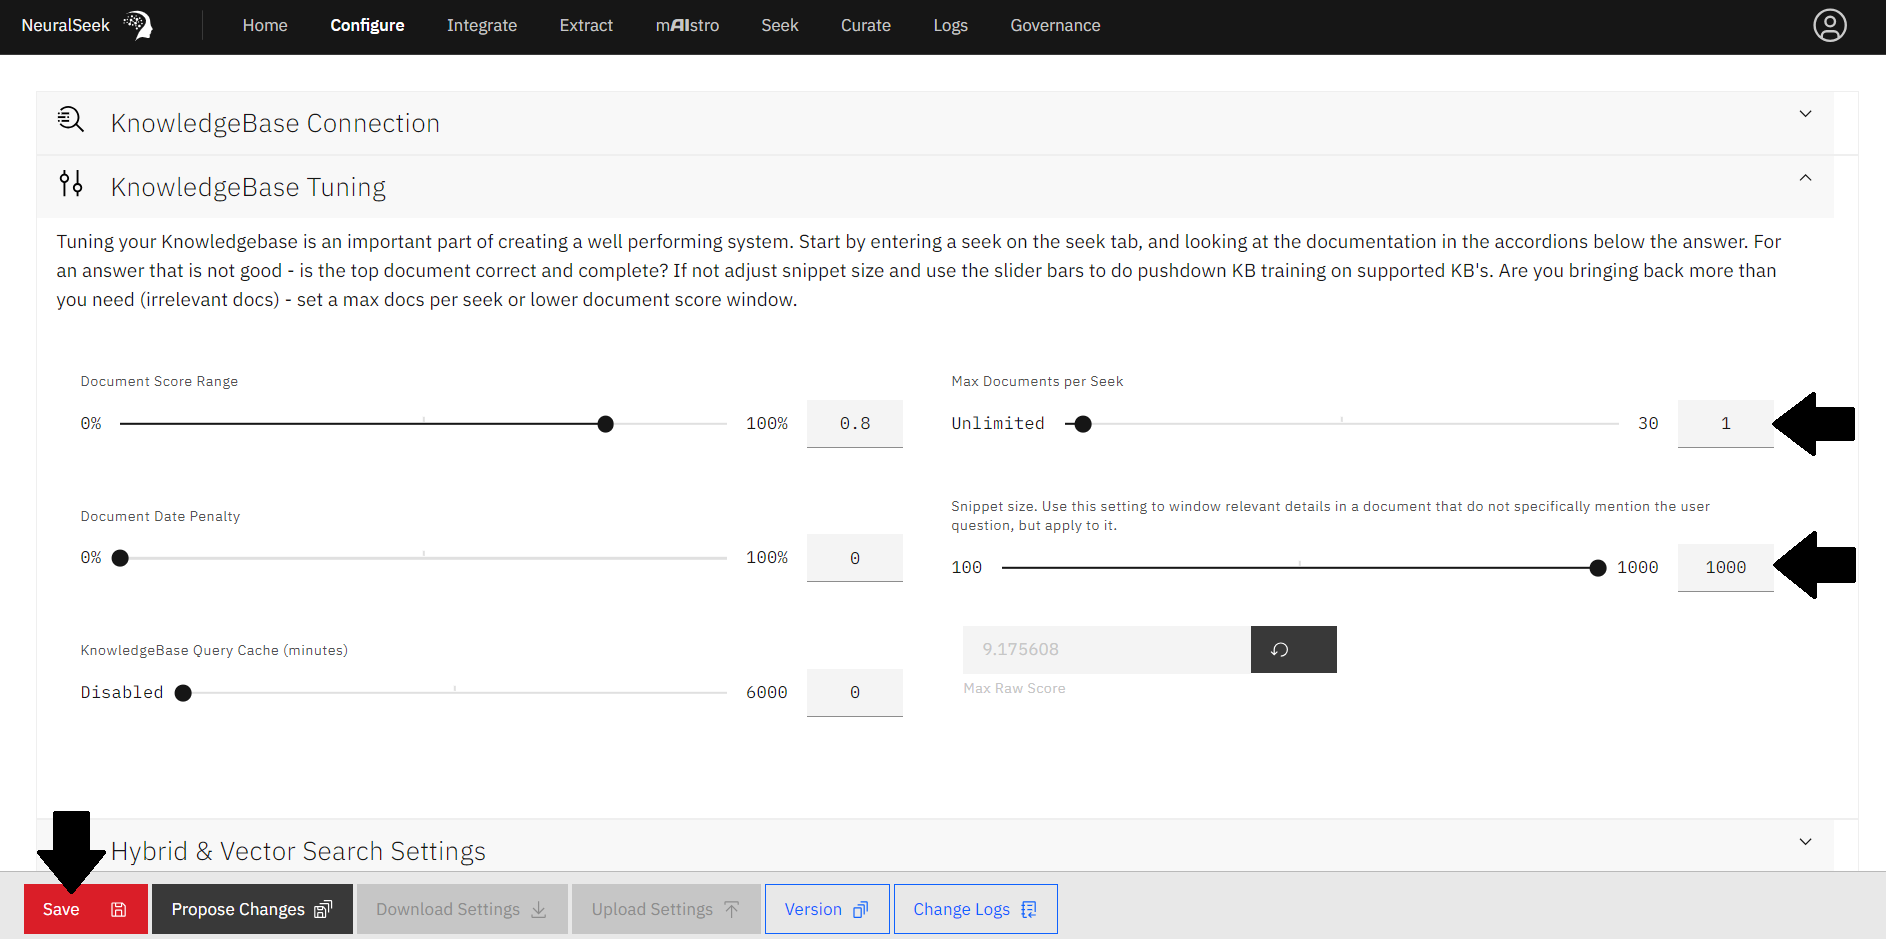 NeuralSeek
Home
Configure
Integrate
Extract
mAIstro
Seek
Curate
Logs
Governance
KnowledgeBase Connection
KnowledgeBase Tuning
Tuning your Knowledgebase is an important part of creating a well performing system. Start by entering a seek on the seek tab, and looking at the documentation in the accordions below the answer. For
an answer that is not good - is the top document correct and complete? If not adjust snippet size and use the slider bars to do pushdown KB training on supported KB's. Are you bringing back more than
you need (irrelevant docs) - set a max docs per seek or lower document score window.
Document Score Range
0% 100% 0.8
Max Documents per Seek
Unlimited 30 1
Document Date Penalty
0% 100% 0
Snippet size. Use this setting to window relevant details in a document that do not specifically mention the user
question, but apply to it.
100 1000 1000
KnowledgeBase Query Cache (minutes)
Disabled 6000 0
9.175608
Max Raw Score
Hybrid & Vector Search Settings
Save
Propose Changes
Download Settings
Upload Settings
Version
Change Logs